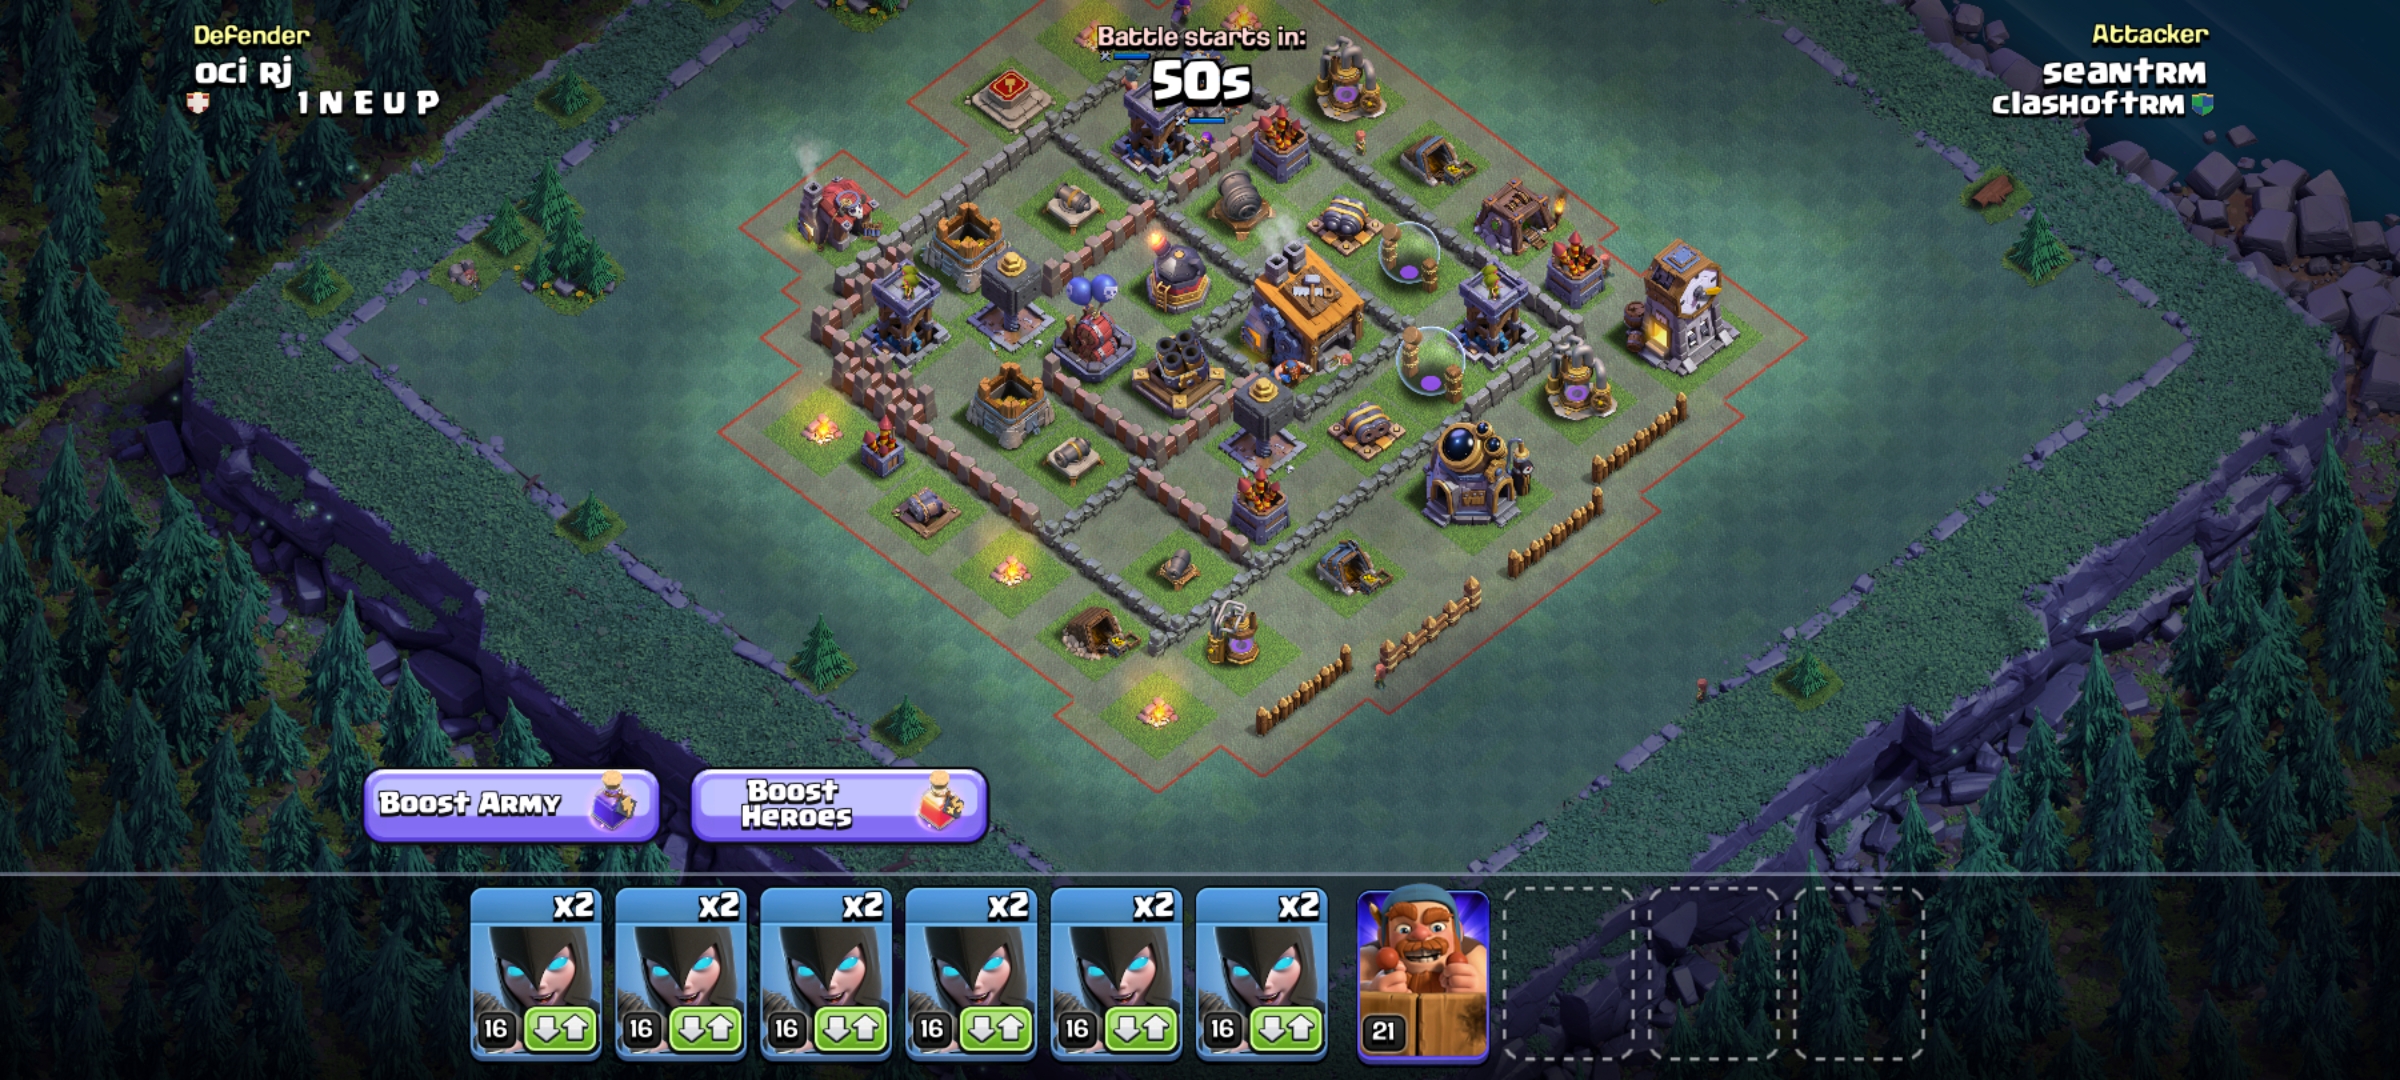 Defender
oci Rj
1 N E U P
Battle starts in:
50s
Attacker
seantRM
clashoftRM
Boost Army
Boost Heroes
x2
x2
x2
x2
x2
x2
16
16
16
16
16
16
21